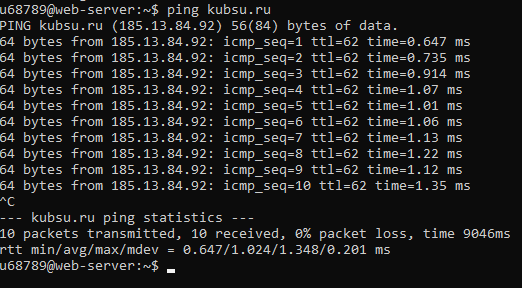 u68789@web-server:~$ ping kubsu.ru
PING kubsu.ru (185.13.84.92) 56(84) bytes of data.
64 bytes from 185.13.84.92: icmp_seq=1 ttl=62 time=0.647 ms
64 bytes from 185.13.84.92: icmp_seq=2 ttl=62 time=0.735 ms
64 bytes from 185.13.84.92: icmp_seq=3 ttl=62 time=0.914 ms
64 bytes from 185.13.84.92: icmp_seq=4 ttl=62 time=1.07 ms
64 bytes from 185.13.84.92: icmp_seq=5 ttl=62 time=1.01 ms
64 bytes from 185.13.84.92: icmp_seq=6 ttl=62 time=1.06 ms
64 bytes from 185.13.84.92: icmp_seq=7 ttl=62 time=1.13 ms
64 bytes from 185.13.84.92: icmp_seq=8 ttl=62 time=1.22 ms
64 bytes from 185.13.84.92: icmp_seq=9 ttl=62 time=1.12 ms
64 bytes from 185.13.84.92: icmp_seq=10 ttl=62 time=1.35 ms
^C
--- kubsu.ru ping statistics ---
10 packets transmitted, 10 received, 0% packet loss, time 9046ms
rtt min/avg/max/mdev = 0.647/1.024/1.348/0.201 ms
u68789@web-server:~$